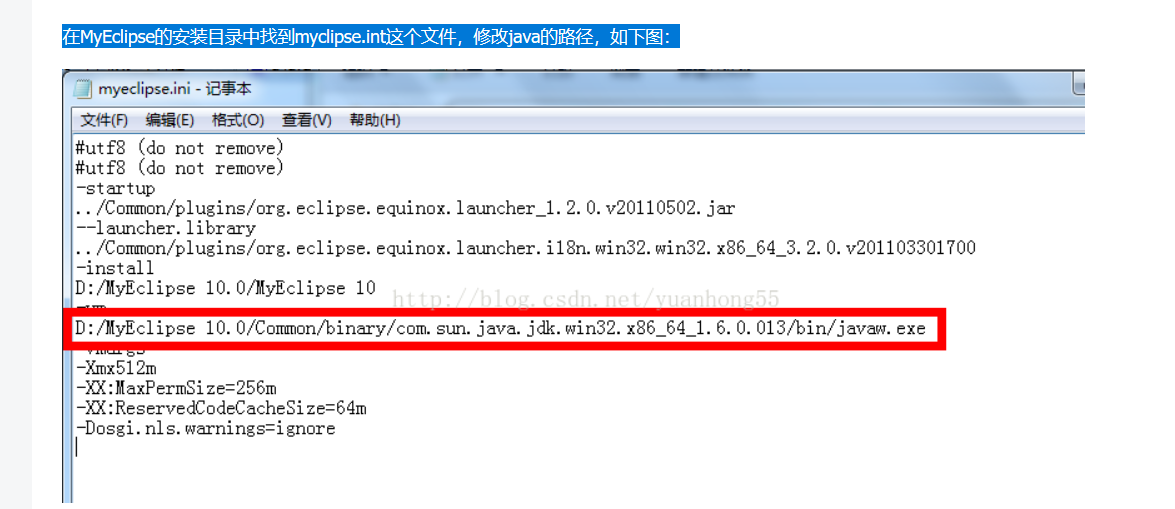 在MyEclipse的安装目录中找到myclipse.int这个文件，修改java的路径，如下图：
myeclipse.ini - 记事本
文件(F) 编辑(E) 格式(O) 查看(V) 帮助(H)
#utf8 (do not remove)
#utf8 (do not remove)
-startup
../Common/plugins/org.eclipse.equinox.launcher_1.2.0.v20110502.jar
--launcher.library
../Common/plugins/org.eclipse.equinox.launcher.i18n.win32.win32.x86_64_3.2.0.v201103301700
-install
D:/MyEclipse 10.0/MyEclipse 10
http://blog.csdn.net/yuanhong55
-vm
D:/MyEclipse 10.0/Common/binary/com.sun.java.jdk.win32.x86_64_1.6.0.013/bin/javaw.exe
-vmargs
-Xmx512m
-XX:MaxPermSize=256m
-XX:ReservedCodeCacheSize=64m
-Dosgi.nls.warnings=ignore